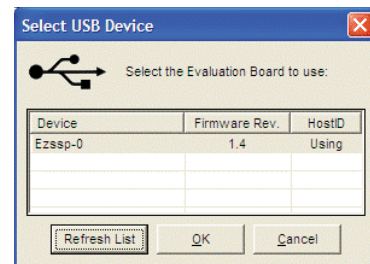 Select USB Device
Select the Evaluation Board to use:
Device Firmware Rev. HostID
Ezssp-0 1.4 Using
Refresh List OK Cancel